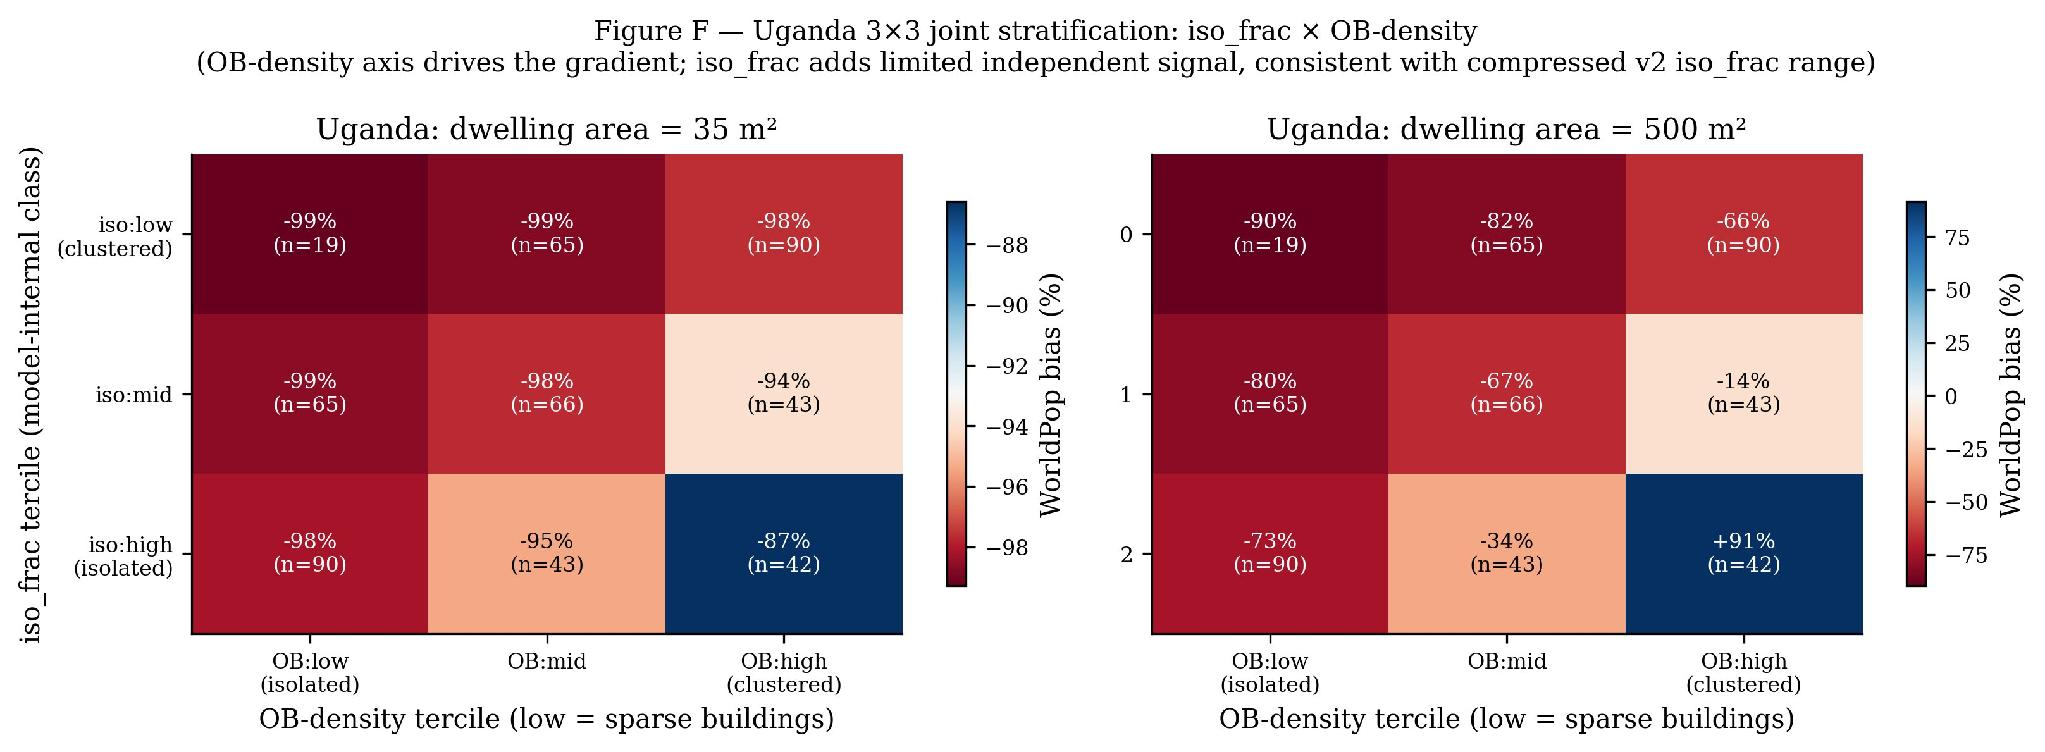 Figure F — Uganda 3×3 joint stratification: iso_frac × OB-density
(OB-density axis drives the gradient; iso_frac adds limited independent signal, consistent with compressed v2 iso_frac range)
Uganda: dwelling area = 35 m²
iso_frac tercile (model-internal class)
iso:low
(clustered)
iso:mid
iso:high
(isolated)
-99%
(n=19)
-99%
(n=65)
-98%
(n=90)
-99%
(n=65)
-98%
(n=66)
-94%
(n=43)
-98%
(n=90)
-95%
(n=43)
-87%
(n=42)
OB:low
(isolated)
OB:mid
OB:high
(clustered)
OB-density tercile (low = sparse buildings)
−88
−90
−92
−94
−96
−98
WorldPop bias (%)
Uganda: dwelling area = 500 m²
0
1
2
-90%
(n=19)
-82%
(n=65)
-66%
(n=90)
-80%
(n=65)
-67%
(n=66)
-14%
(n=43)
-73%
(n=90)
-34%
(n=43)
+91%
(n=42)
OB:low
(isolated)
OB:mid
OB:high
(clustered)
OB-density tercile (low = sparse buildings)
75
50
25
0
−25
−50
−75
WorldPop bias (%)